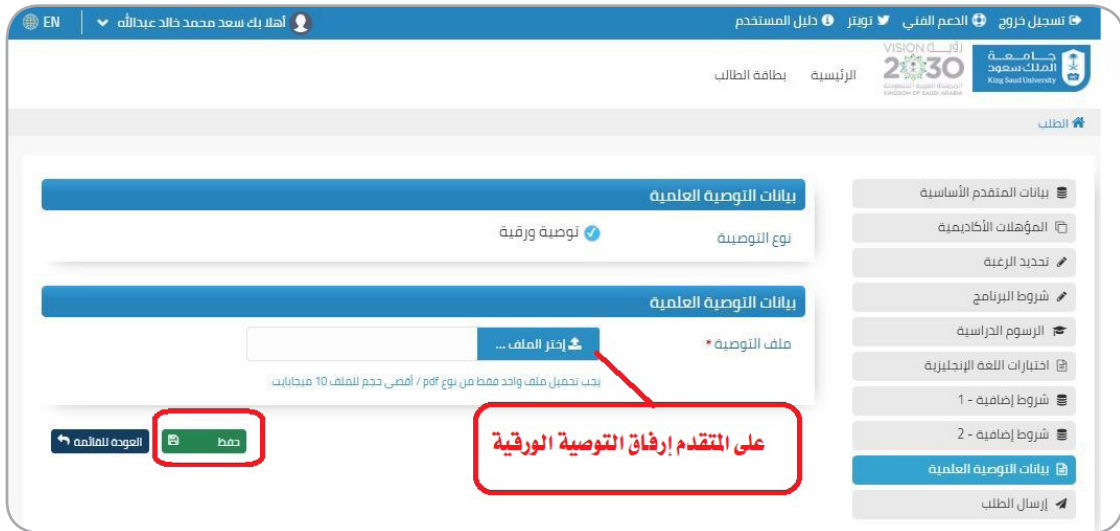 تسجيل خروج الدعم الفني تويتر دليل المستخدم
أهلا بك سعد محمد خالد عبدالله EN
جامعة
الملك سعود
King Saud University
VISION رؤيــة
2030
المملكة العربية السعودية
KINGDOM OF SAUDI ARABIA
الرئيسية بطاقة الطالب
الطلب
بيانات المتقدم الأساسية
المؤهلات الأكاديمية
تحديد الرغبة
شروط البرنامج
الرسوم الدراسية
اختبارات اللغة الإنجليزية
شروط إضافية - 1
شروط إضافية - 2
بيانات التوصية العلمية
إرسال الطلب
بيانات التوصية العلمية
نوع التوصيىة توصية ورقية
بيانات التوصية العلمية
ملف التوصية * إختر الملف ...
يجب تحميل ملف واحد فقط من نوع pdf / أقصى حجم للملف 10 ميجابايت
على المتقدم إرفاق التوصية الورقية
حفظ العودة للقائمة